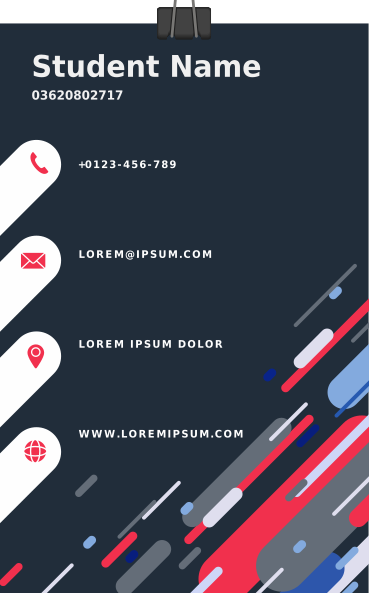 Student Name
03620802717
+0123-456-789
LOREM@IPSUM.COM
LOREM IPSUM DOLOR
WWW.LOREMIPSUM.COM